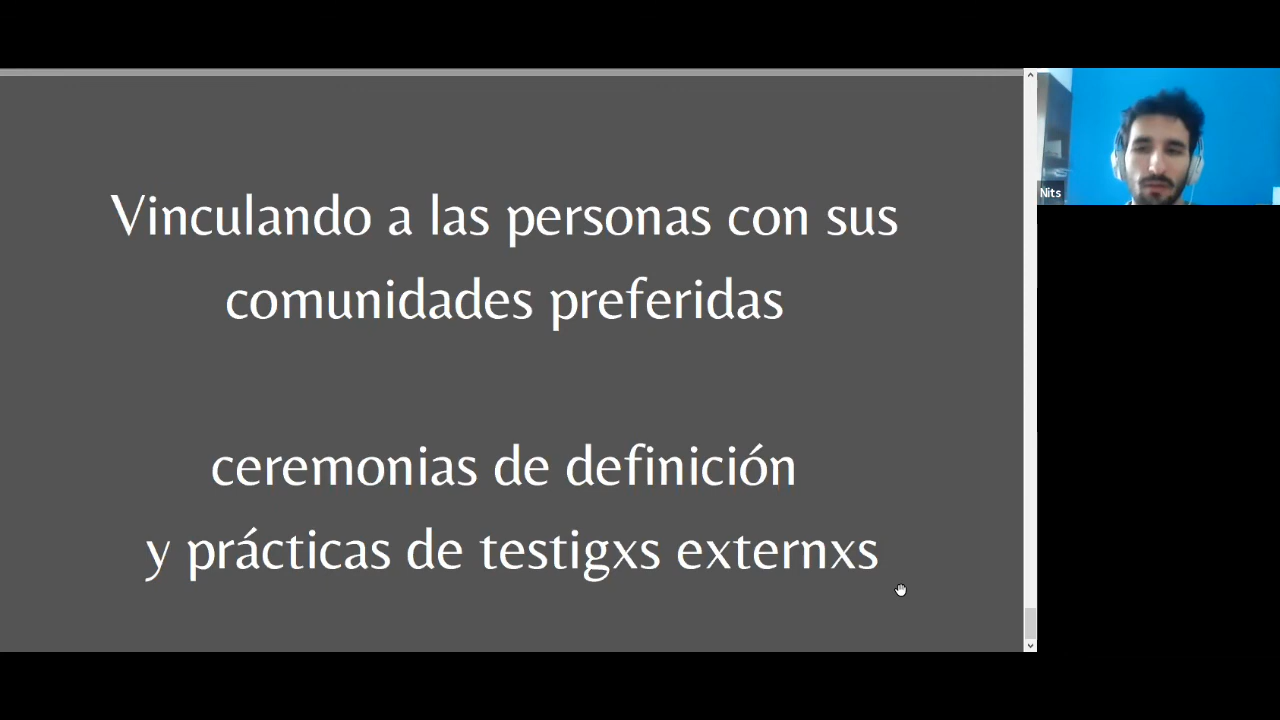 Vinculando a las personas con sus
comunidades preferidas
ceremonias de definición
y prácticas de testigxs externxs
Nits